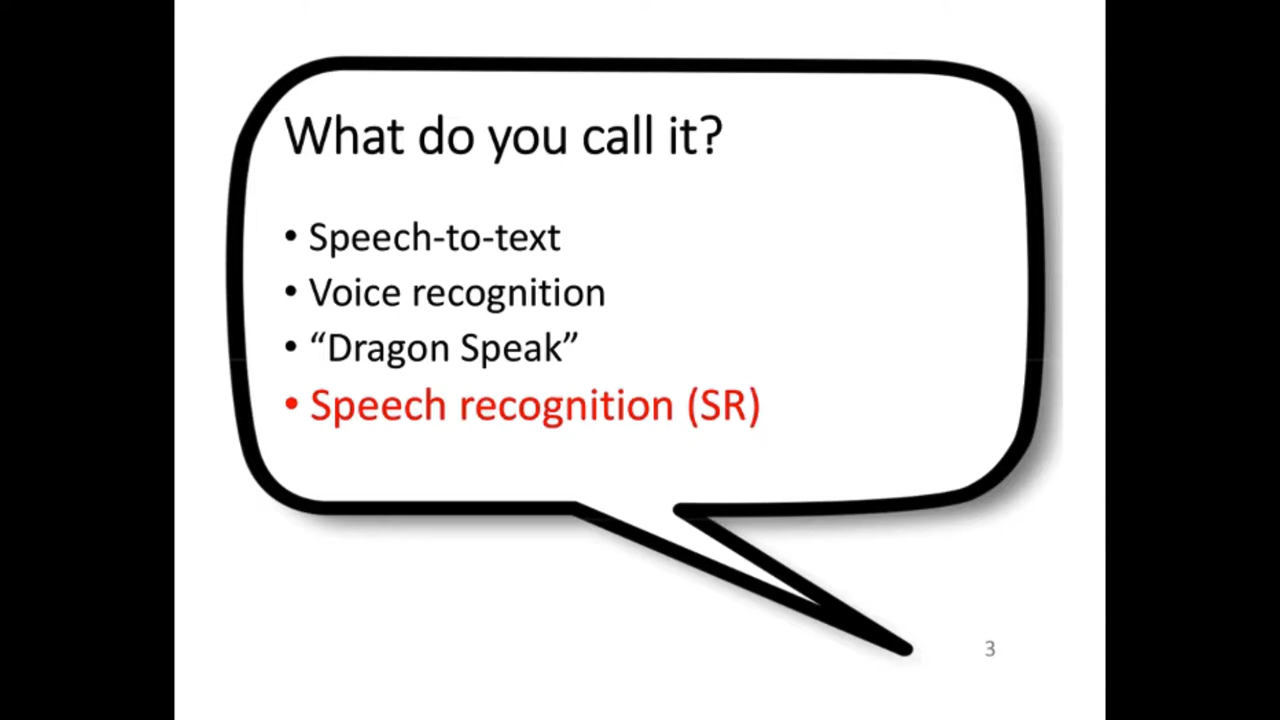 What do you call it?
• Speech-to-text
• Voice recognition
• “Dragon Speak”
• Speech recognition (SR)
3